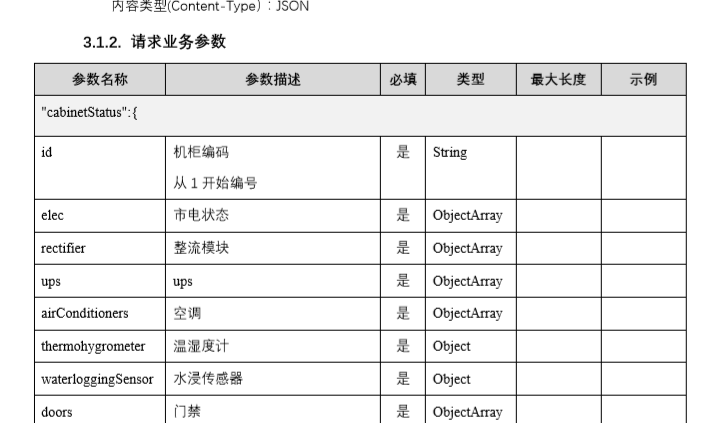 内容类型(Content-Type)：JSON
3.1.2. 请求业务参数
参数名称 参数描述 必填 类型 最大长度 示例
"cabinetStatus":{
id 机柜编码 是 String
从 1 开始编号
elec 市电状态 是 ObjectArray
rectifier 整流模块 是 ObjectArray
ups ups 是 ObjectArray
airConditioners 空调 是 ObjectArray
thermohygrometer 温湿度计 是 Object
waterloggingSensor 水浸传感器 是 Object
doors 门禁 是 ObjectArray